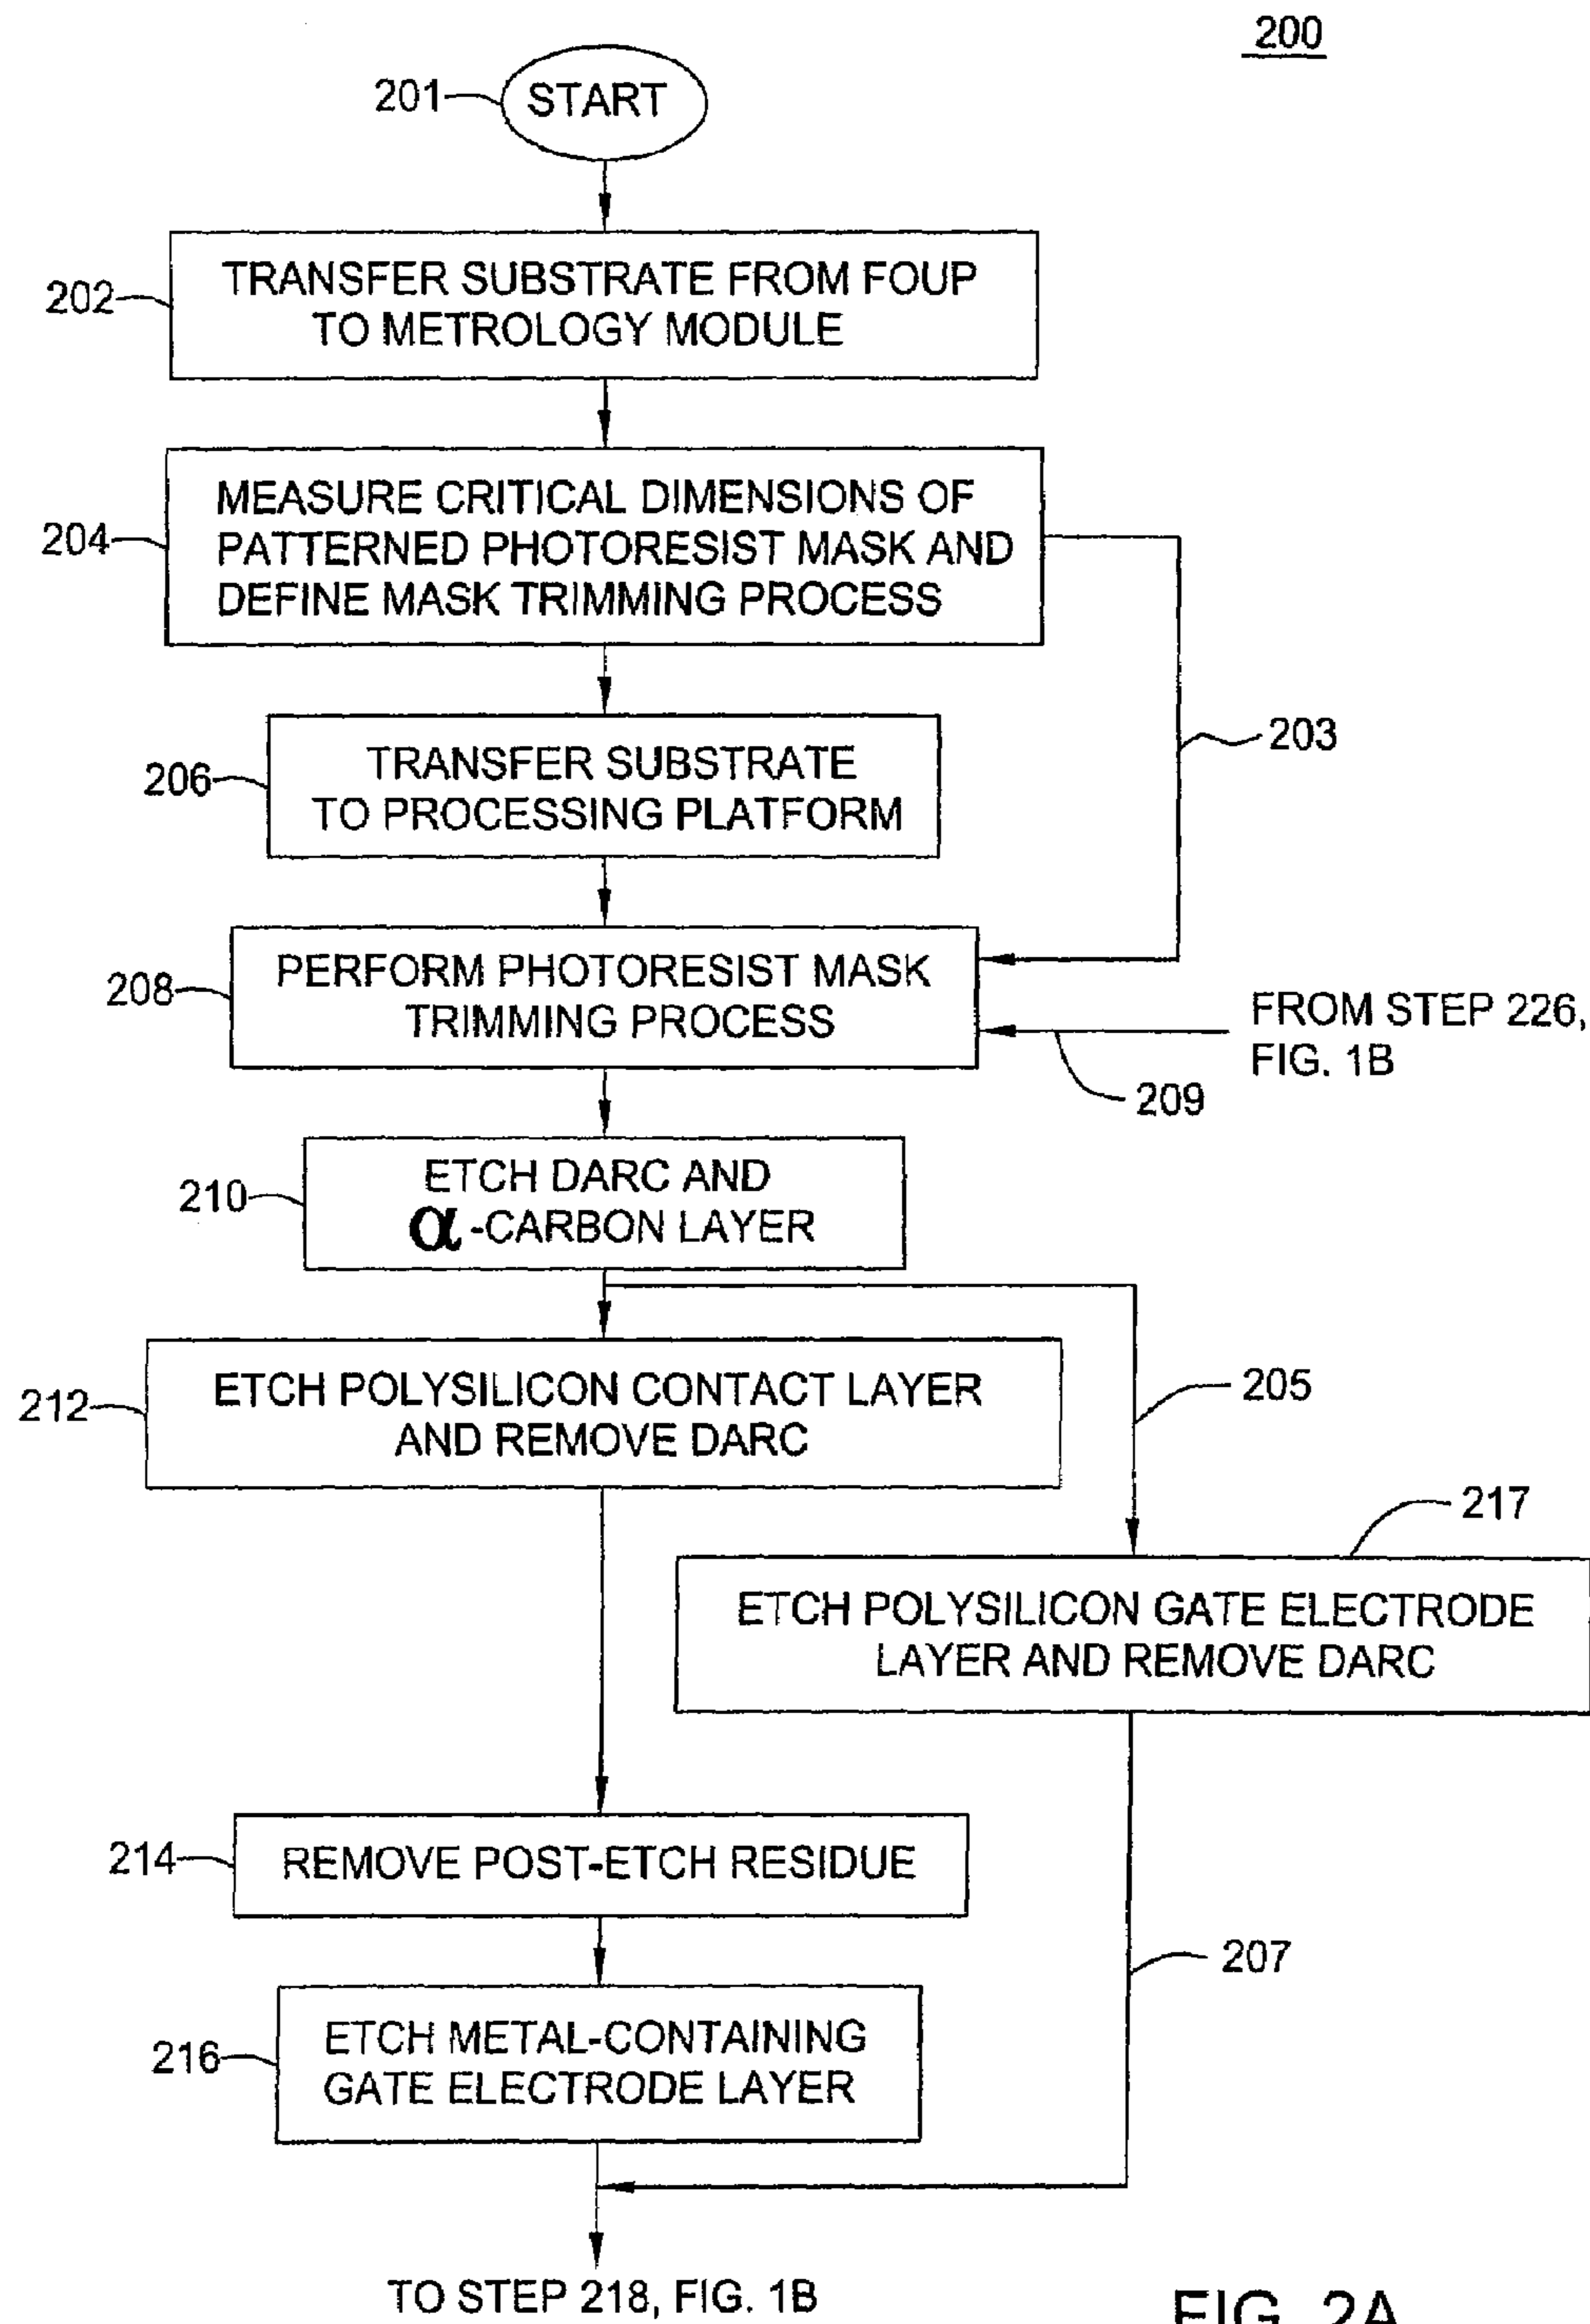 200
201
START
202
TRANSFER SUBSTRATE FROM FOUP
TO METROLOGY MODULE
204
MEASURE CRITICAL DIMENSIONS OF
PATTERNED PHOTORESIST MASK AND
DEFINE MASK TRIMMING PROCESS
203
206
TRANSFER SUBSTRATE
TO PROCESSING PLATFORM
208
PERFORM PHOTORESIST MASK
TRIMMING PROCESS
FROM STEP 226,
FIG. 1B
209
210
ETCH DARC AND
α-CARBON LAYER
212
ETCH POLYSILICON CONTACT LAYER
AND REMOVE DARC
205
217
ETCH POLYSILICON GATE ELECTRODE
LAYER AND REMOVE DARC
214
REMOVE POST-ETCH RESIDUE
207
216
ETCH METAL-CONTAINING
GATE ELECTRODE LAYER
TO STEP 218, FIG. 1B
FIG. 2A